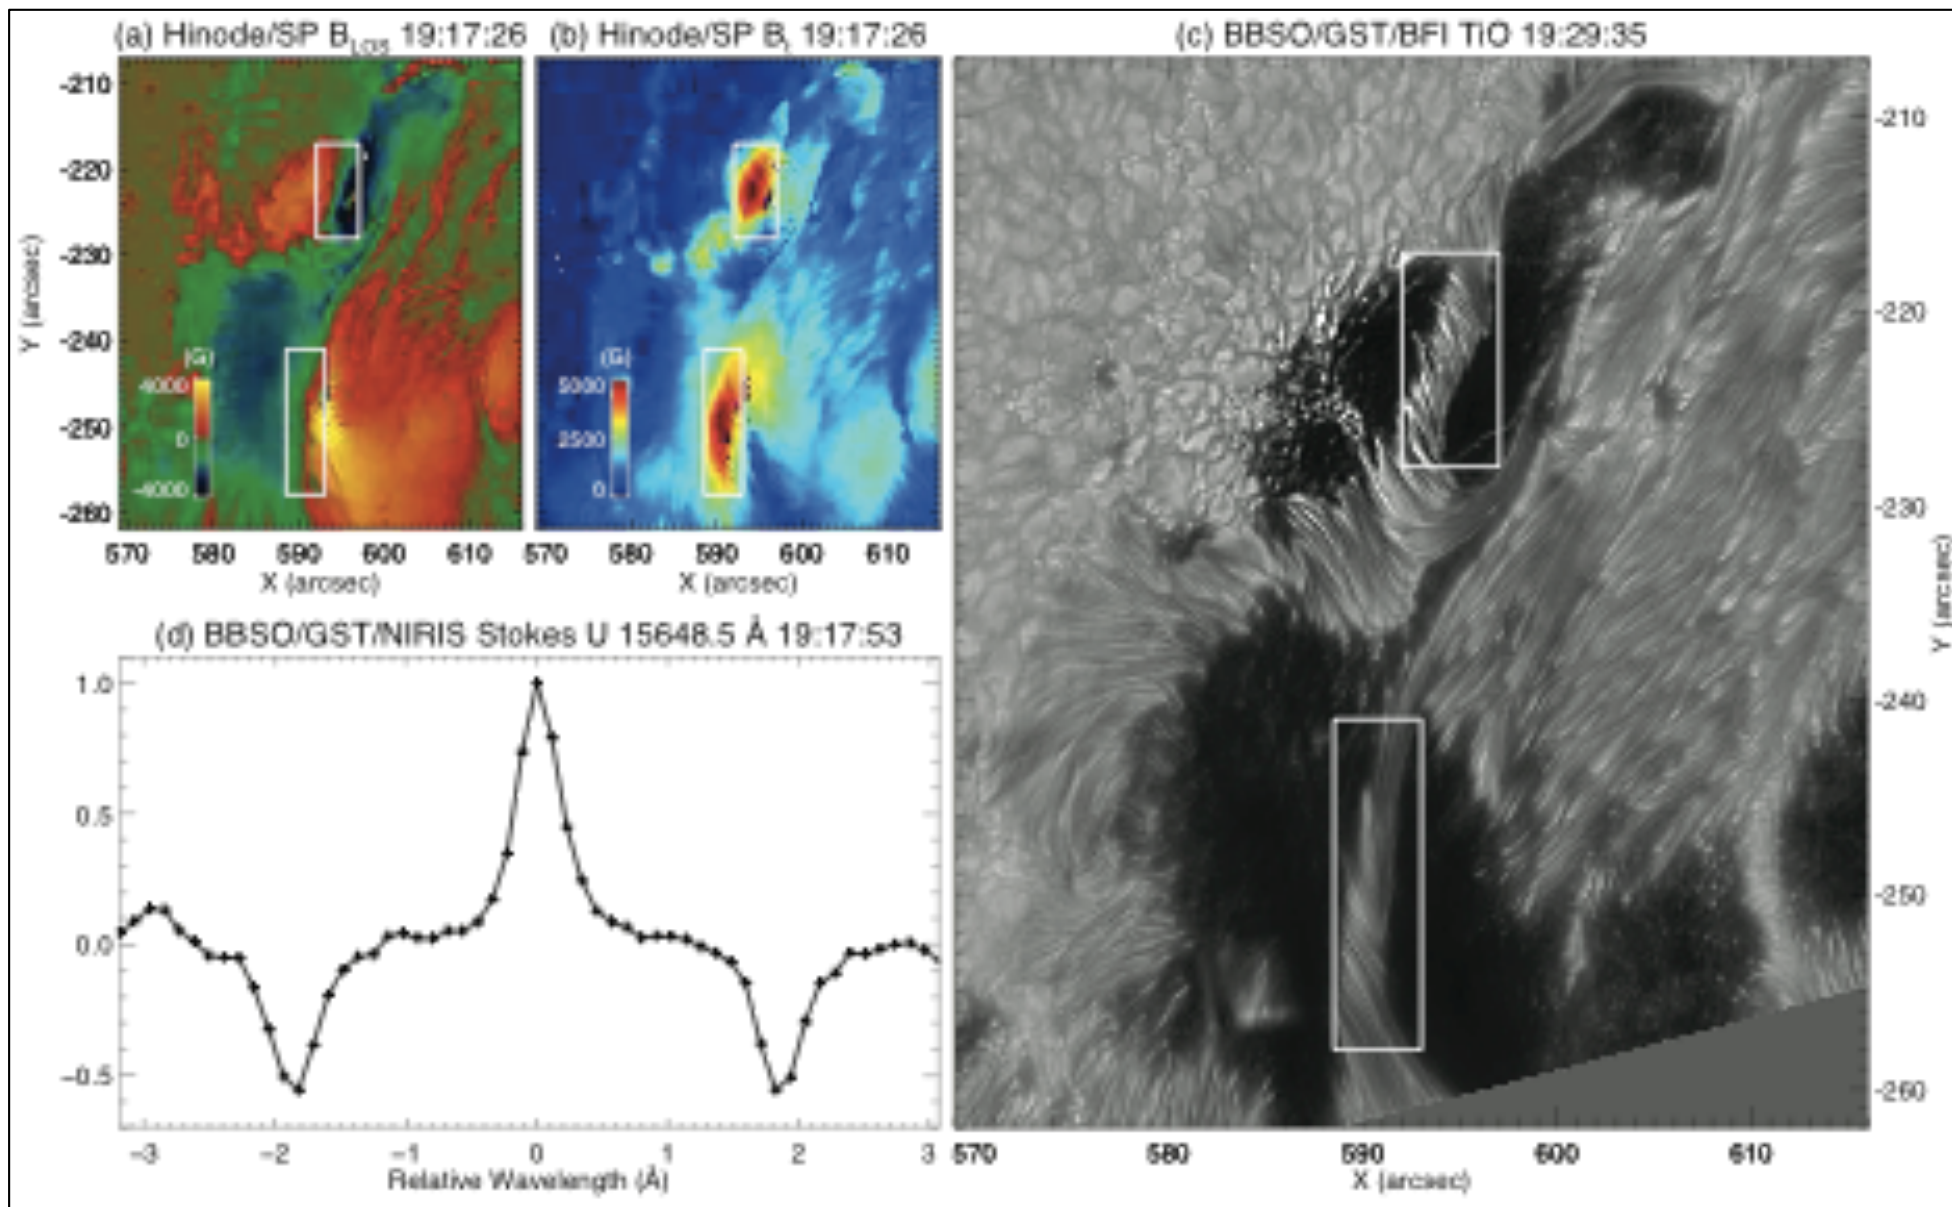 (a) Hinode/SP B_LOS 19:17:26
(b) Hinode/SP B_t 19:17:26
(c) BBSO/GST/BFI TiO 19:29:35
-210
-220
-230
-240
-250
-260
Y (arcsec)
(G)
4000
0
-4000
570 580 590 600 610
X (arcsec)
(G)
5000
2500
0
570 580 590 600 610
X (arcsec)
-210
-220
-230
-240
-250
-260
Y (arcsec)
570 580 590 600 610
X (arcsec)
(d) BBSO/GST/NIRIS Stokes U 15648.5 Å 19:17:53
1.0
0.5
0.0
-0.5
-3 -2 -1 0 1 2 3
Relative Wavelength (Å)